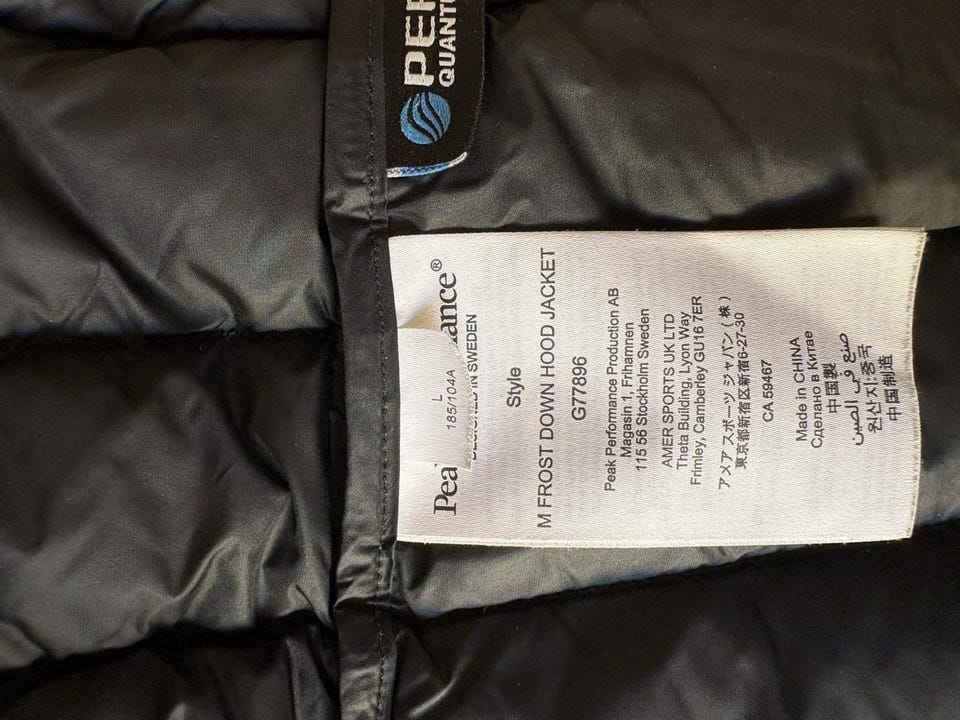 PE
QUANT
L
185/104A
Pea ance®
IN SWEDEN
Style
M FROST DOWN HOOD JACKET
G77896
Peak Performance Production AB
Magasin 1, Frihamnen
115 56 Stockholm Sweden
AMER SPORTS UK LTD
Theta Building, Lyon Way
Frimley, Camberley GU16 7ER
アメア スポーツ ジャパン ( 株 )
東京都新宿区新宿6-27-30
CA 59467
Made in CHINA
Сделано в Китае
中国製
صنع في الصين
원산지:중국
中国制造